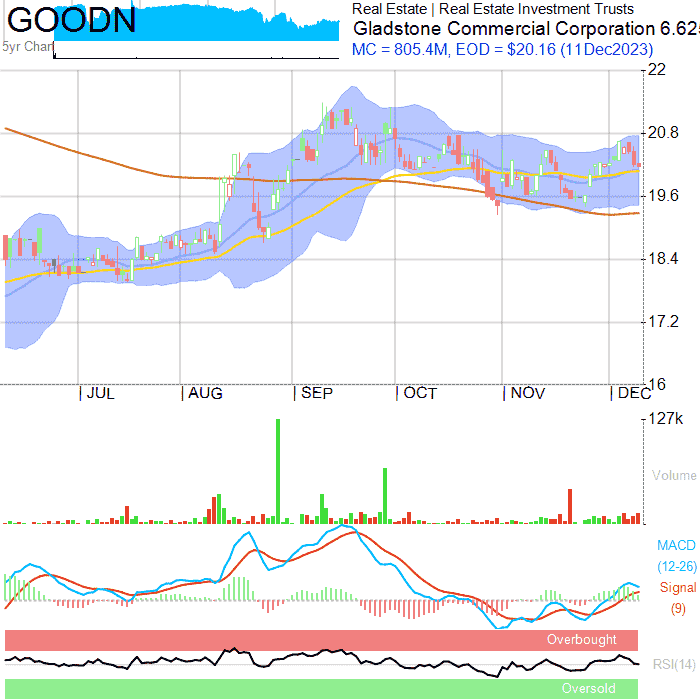 GOODN
Real Estate | Real Estate Investment Trusts
Gladstone Commercial Corporation 6.62
5yr Chart
MC = 805.4M, EOD = $20.16 (11Dec2023)
22
20.8
19.6
18.4
17.2
16
| JUL | AUG | SEP | OCT | NOV | DEC
127k
Volume
MACD
(12-26)
Signal
(9)
Overbought
RSI(14)
Oversold